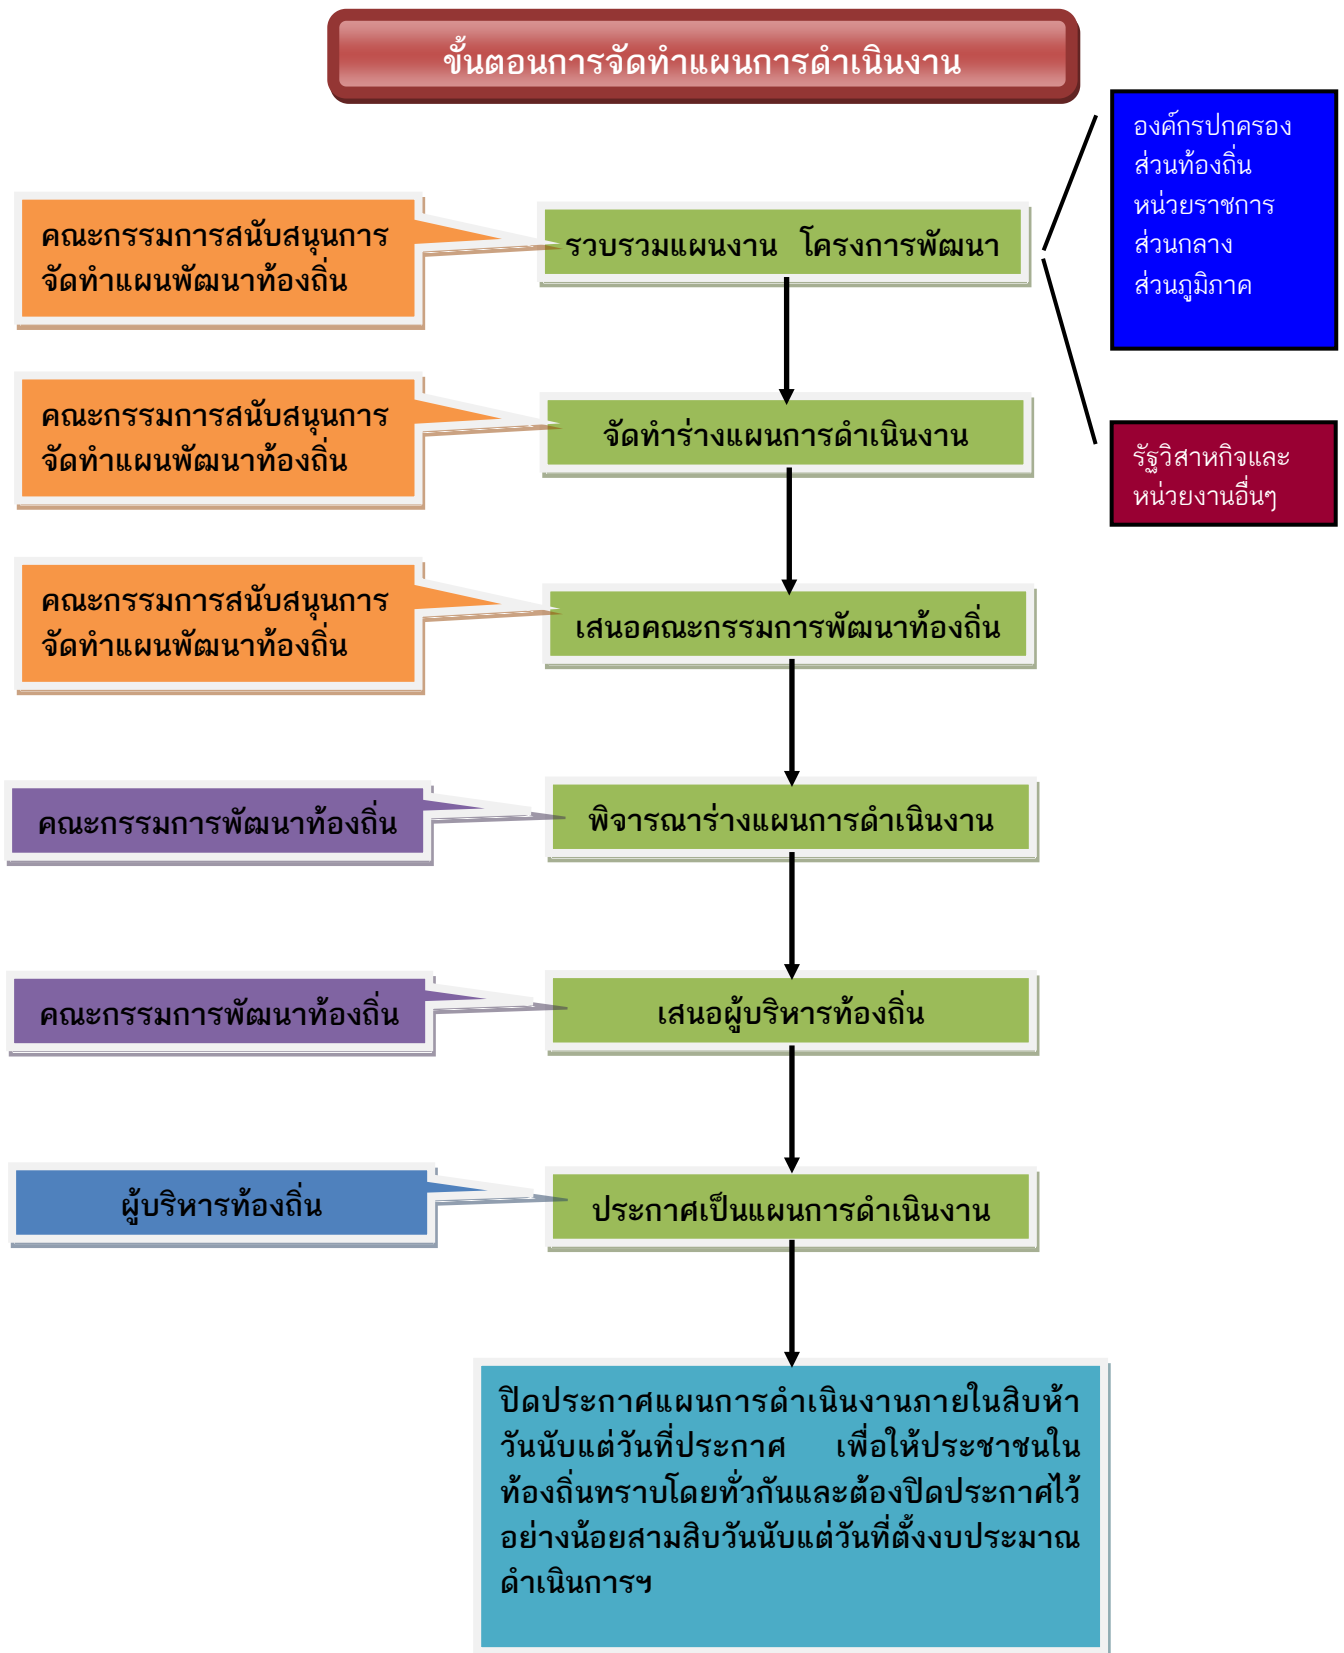 ขั้นตอนการจัดทำแผนการดำเนินงาน
องค์กรปกครอง
ส่วนท้องถิ่น
หน่วยราชการ
ส่วนกลาง
ส่วนภูมิภาค
คณะกรรมการสนับสนุนการ
จัดทำแผนพัฒนาท้องถิ่น
รวบรวมแผนงาน โครงการพัฒนา
คณะกรรมการสนับสนุนการ
จัดทำแผนพัฒนาท้องถิ่น
จัดทำร่างแผนการดำเนินงาน
รัฐวิสาหกิจและ
หน่วยงานอื่นๆ
คณะกรรมการสนับสนุนการ
จัดทำแผนพัฒนาท้องถิ่น
เสนอคณะกรรมการพัฒนาท้องถิ่น
คณะกรรมการพัฒนาท้องถิ่น
พิจารณาร่างแผนการดำเนินงาน
คณะกรรมการพัฒนาท้องถิ่น
เสนอผู้บริหารท้องถิ่น
ผู้บริหารท้องถิ่น
ประกาศเป็นแผนการดำเนินงาน
ปิดประกาศแผนการดำเนินงานภายในสิบห้า
วันนับแต่วันที่ประกาศ เพื่อให้ประชาชนใน
ท้องถิ่นทราบโดยทั่วกันและต้องปิดประกาศไว้
อย่างน้อยสามสิบวันนับแต่วันที่ตั้งงบประมาณ
ดำเนินการฯ